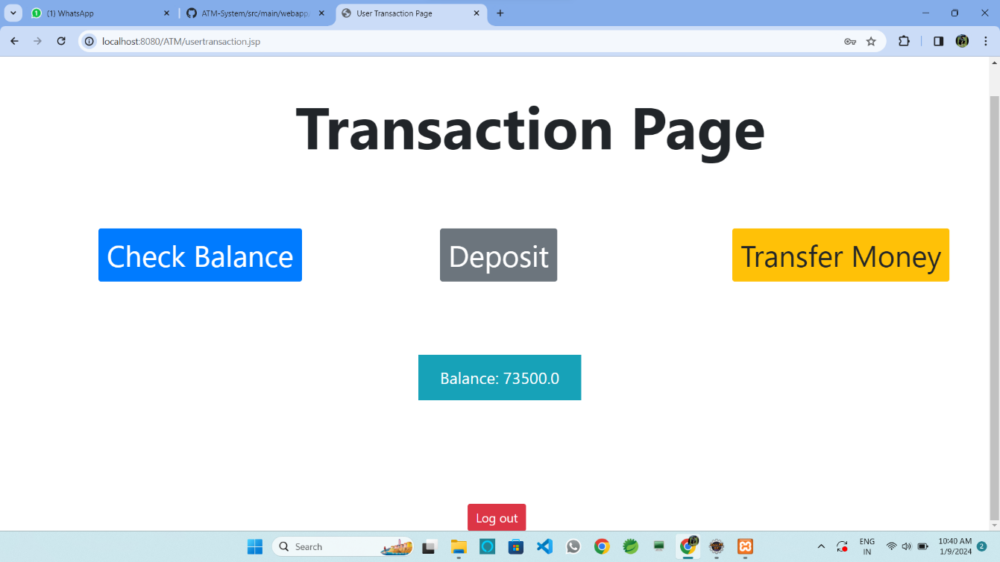 (1) WhatsApp
ATM-System/src/main/webapp
User Transaction Page
localhost:8080/ATM/usertransaction.jsp
Transaction Page
Check Balance
Deposit
Transfer Money
Balance: 73500.0
Log out
Search
ENG
IN
10:40 AM
1/9/2024
2